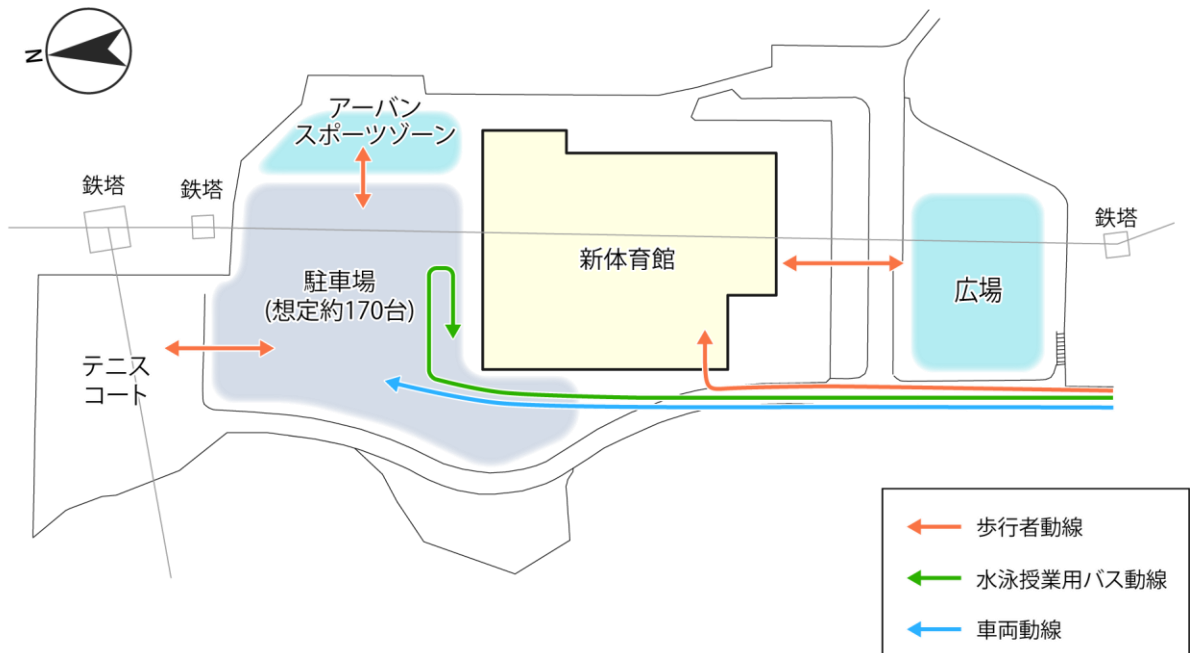 N
アーバン
スポーツゾーン
鉄塔
鉄塔
鉄塔
新体育館
駐車場
(想定約170台)
広場
テニス
コート
歩行者動線
水泳授業用バス動線
車両動線